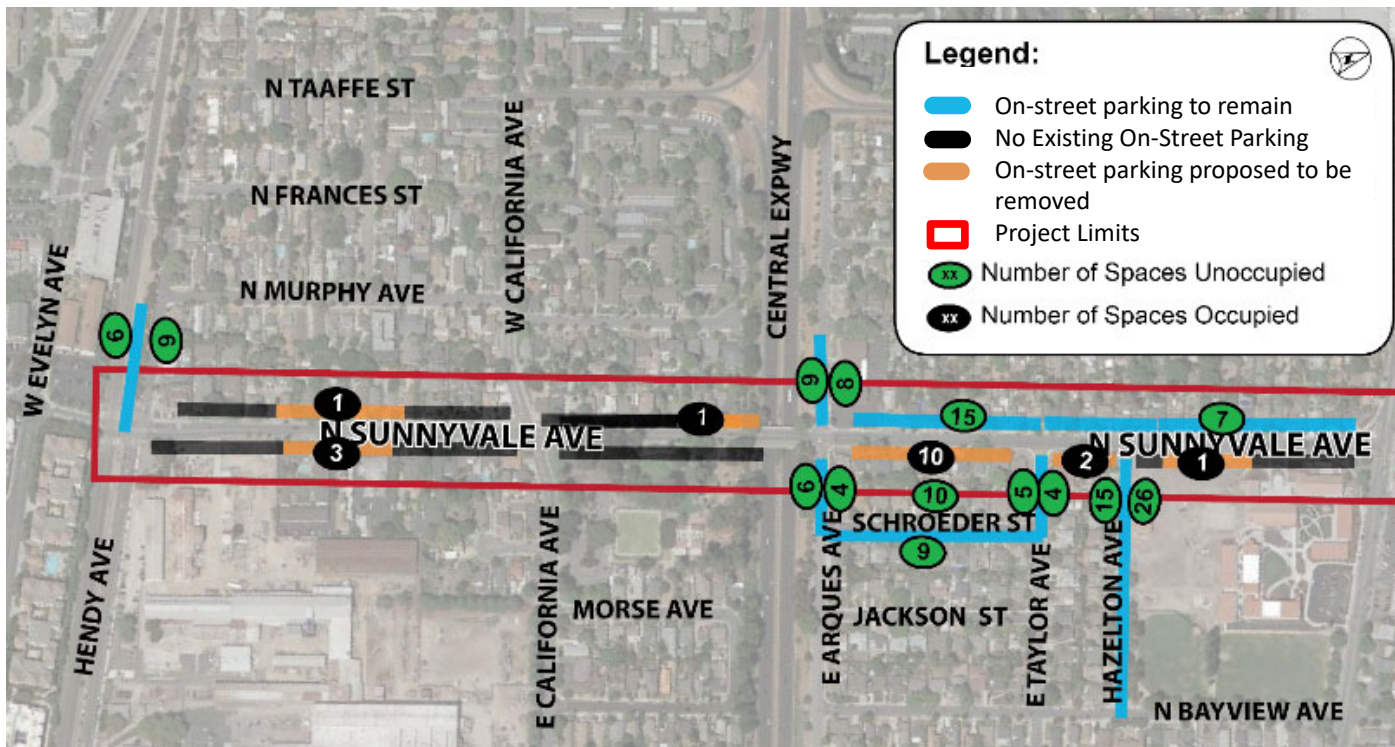 Legend:
On-street parking to remain
No Existing On-Street Parking
On-street parking proposed to be
removed
Project Limits
xx Number of Spaces Unoccupied
xx Number of Spaces Occupied
N TAAFFE ST
N FRANCES ST
N MURPHY AVE
W EVELYN AVE
W CALIFORNIA AVE
CENTRAL EXPWY
6
9
9
8
1
1
15
7
N SUNNYVALE AVE
N SUNNYVALE AVE
3
10
2
1
6
4
10
5
4
15
26
SCHROEDER ST
9
HENDY AVE
E CALIFORNIA AVE
MORSE AVE
E ARQUES AVE
JACKSON ST
E TAYLOR AVE
HAZELTON AVE
N BAYVIEW AVE